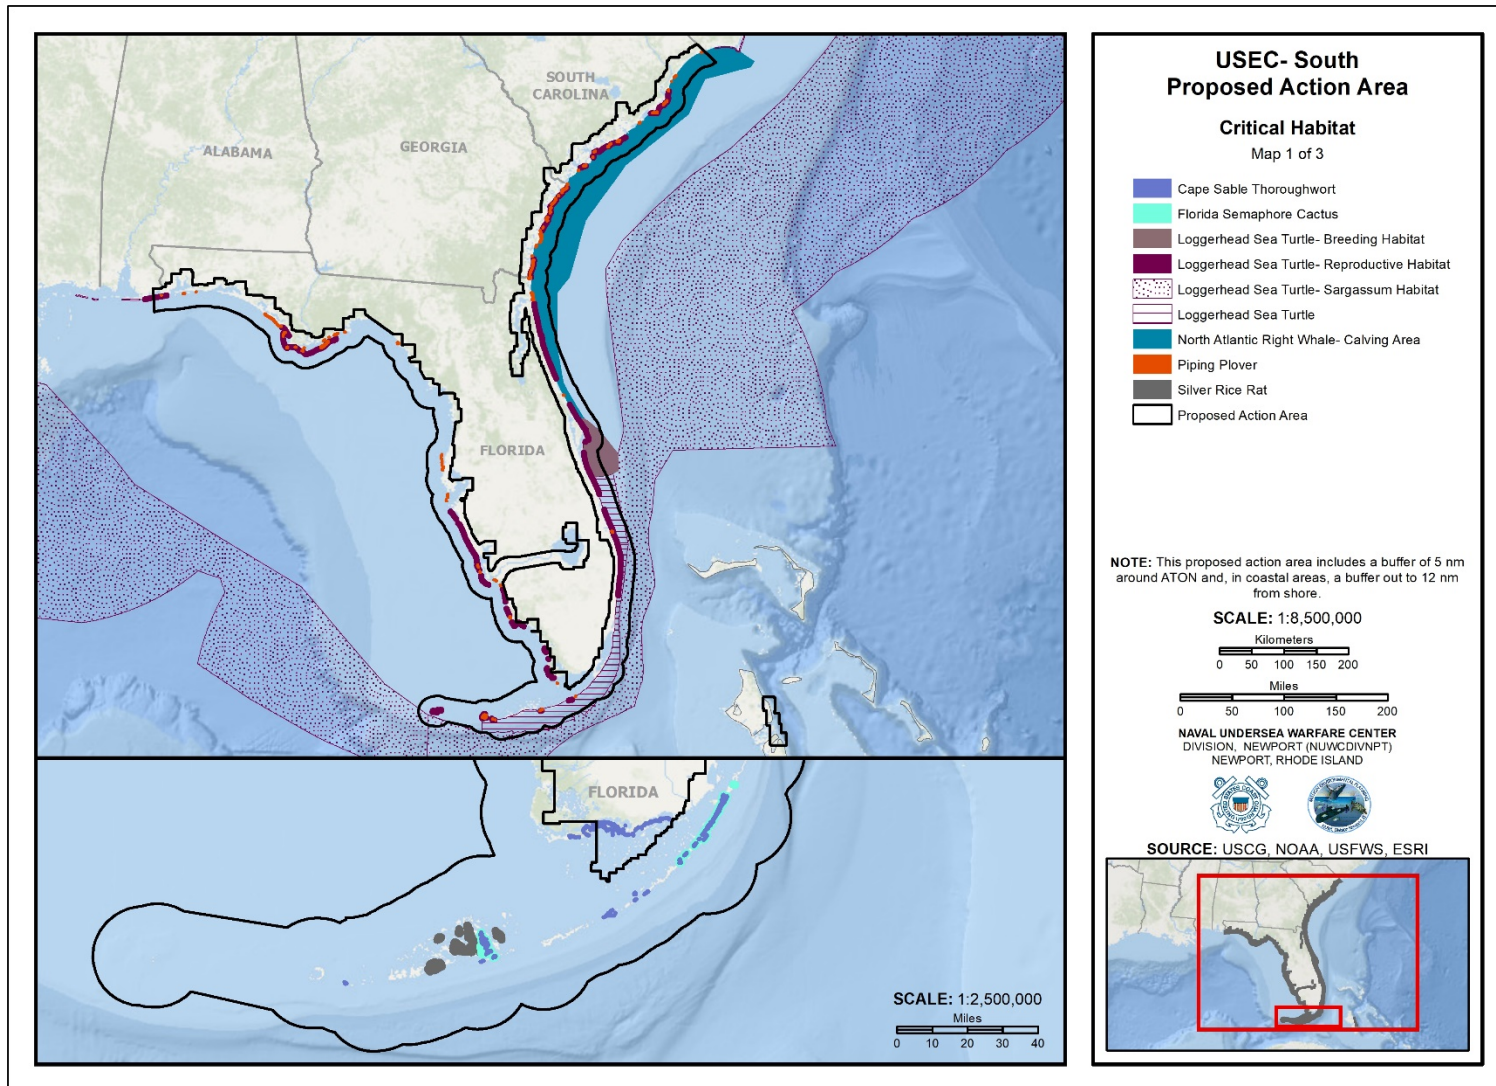 SOUTH
CAROLINA
ALABAMA
GEORGIA
FLORIDA
FLORIDA
SCALE: 1:2,500,000
Miles
0 10 20 30 40
USEC- South
Proposed Action Area
Critical Habitat
Map 1 of 3
Cape Sable Thoroughwort
Florida Semaphore Cactus
Loggerhead Sea Turtle- Breeding Habitat
Loggerhead Sea Turtle- Reproductive Habitat
Loggerhead Sea Turtle- Sargassum Habitat
Loggerhead Sea Turtle
North Atlantic Right Whale- Calving Area
Piping Plover
Silver Rice Rat
Proposed Action Area
NOTE: This proposed action area includes a buffer of 5 nm
around ATON and, in coastal areas, a buffer out to 12 nm
from shore.
SCALE: 1:8,500,000
Kilometers
0 50 100 150 200
Miles
0 50 100 150 200
NAVAL UNDERSEA WARFARE CENTER
DIVISION, NEWPORT (NUWCDIVNPT)
NEWPORT, RHODE ISLAND
UNITED STATES COAST GUARD
SOURCE: USCG, NOAA, USFWS, ESRI